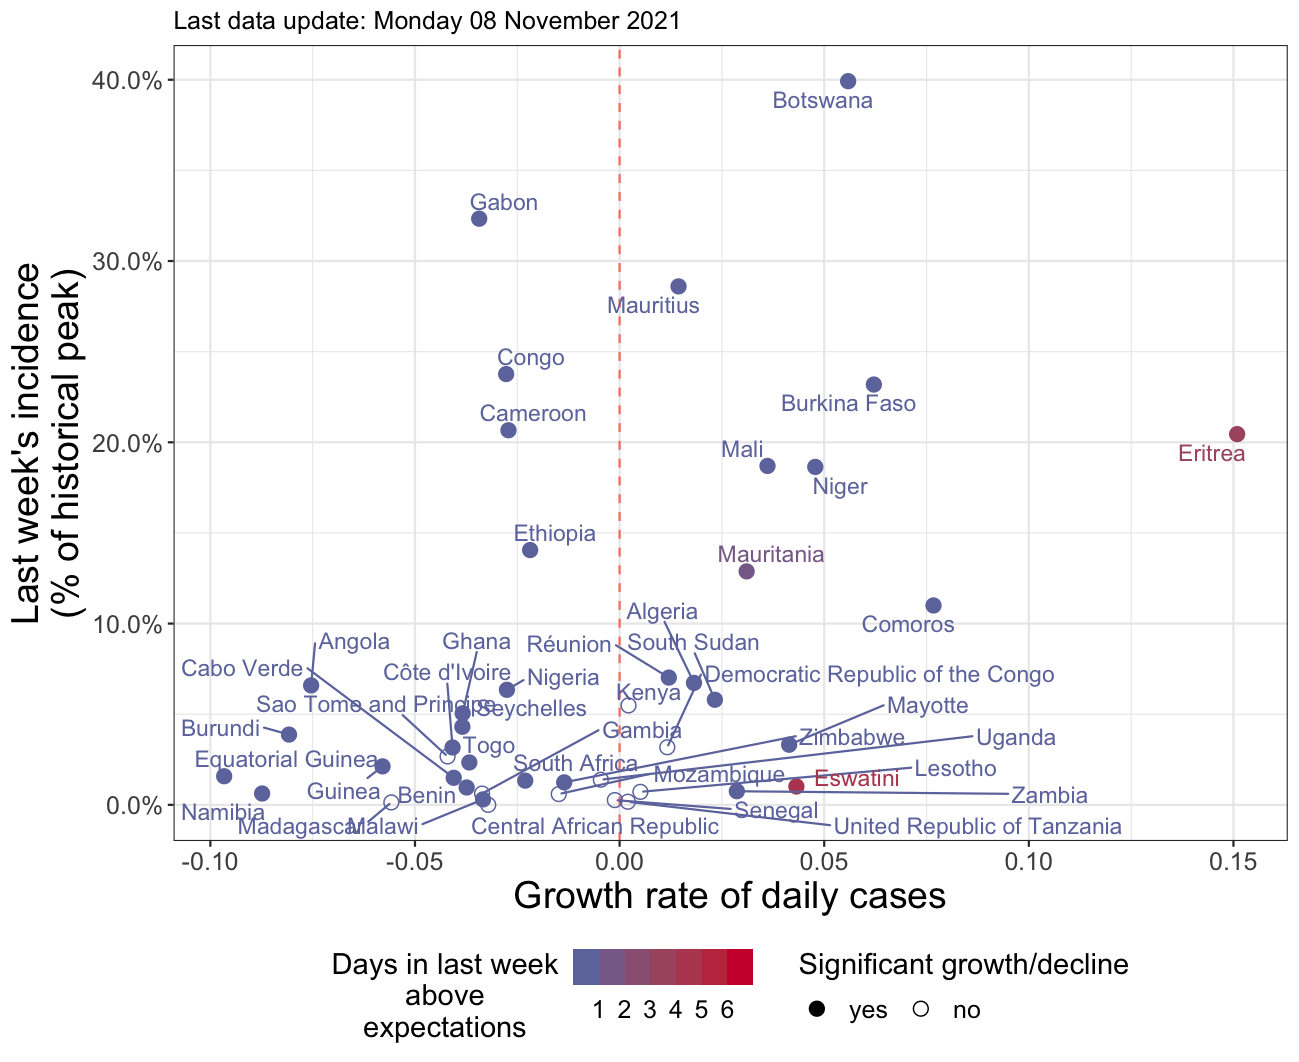 Last data update: Monday 08 November 2021
Last week's incidence
(% of historical peak)
40.0%
30.0%
20.0%
10.0%
0.0%
Botswana
Gabon
Mauritius
Congo
Burkina Faso
Cameroon
Mali
Eritrea
Niger
Ethiopia
Mauritania
Algeria
Comoros
Angola
Ghana
Réunion
South Sudan
Cabo Verde
Côte d'Ivoire
Nigeria
Democratic Republic of the Congo
Kenya
Sao Tome and Principe
Seychelles
Mayotte
Burundi
Gambia
Zimbabwe
Uganda
Togo
Equatorial Guinea
South Africa
Mozambique
Eswatini
Lesotho
Guinea
Benin
Zambia
Namibia
Senegal
Madagascar
Malawi
Central African Republic
United Republic of Tanzania
-0.10
-0.05
0.00
0.05
0.10
0.15
Growth rate of daily cases
Days in last week
above
expectations
1 2 3 4 5 6
Significant growth/decline
yes
no